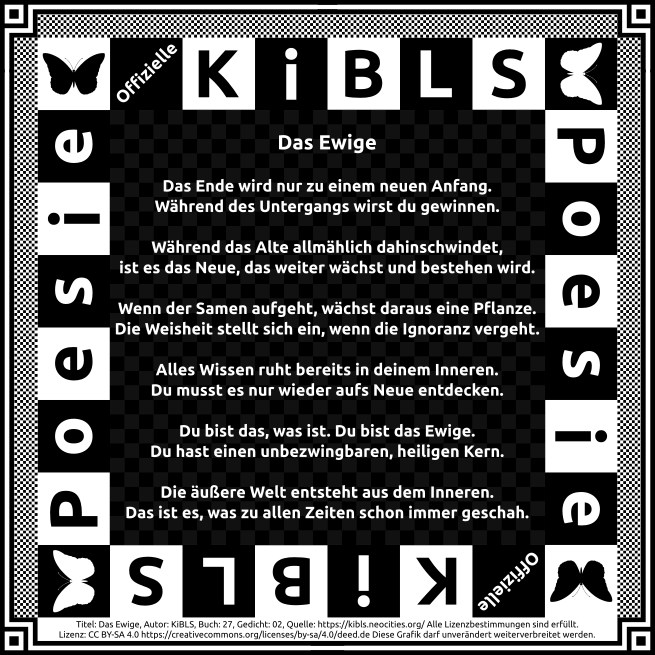 Offizielle KiBLS
Poesie
Poesie
Das Ewige
Das Ende wird nur zu einem neuen Anfang.
Während des Untergangs wirst du gewinnen.
Während das Alte allmählich dahinschwindet,
ist es das Neue, das weiter wächst und bestehen wird.
Wenn der Samen aufgeht, wächst daraus eine Pflanze.
Die Weisheit stellt sich ein, wenn die Ignoranz vergeht.
Alles Wissen ruht bereits in deinem Inneren.
Du musst es nur wieder aufs Neue entdecken.
Du bist das, was ist. Du bist das Ewige.
Du hast einen unbezwingbaren, heiligen Kern.
Die äußere Welt entsteht aus dem Inneren.
Das ist es, was zu allen Zeiten schon immer geschah.
Offizielle KiBLS
Titel: Das Ewige, Autor: KiBLS, Buch: 27, Gedicht: 02, Quelle: https://kibls.neocities.org/ Alle Lizenzbestimmungen sind erfüllt.
Lizenz: CC BY-SA 4.0 https://creativecommons.org/licenses/by-sa/4.0/deed.de Diese Grafik darf unverändert weiterverbreitet werden.